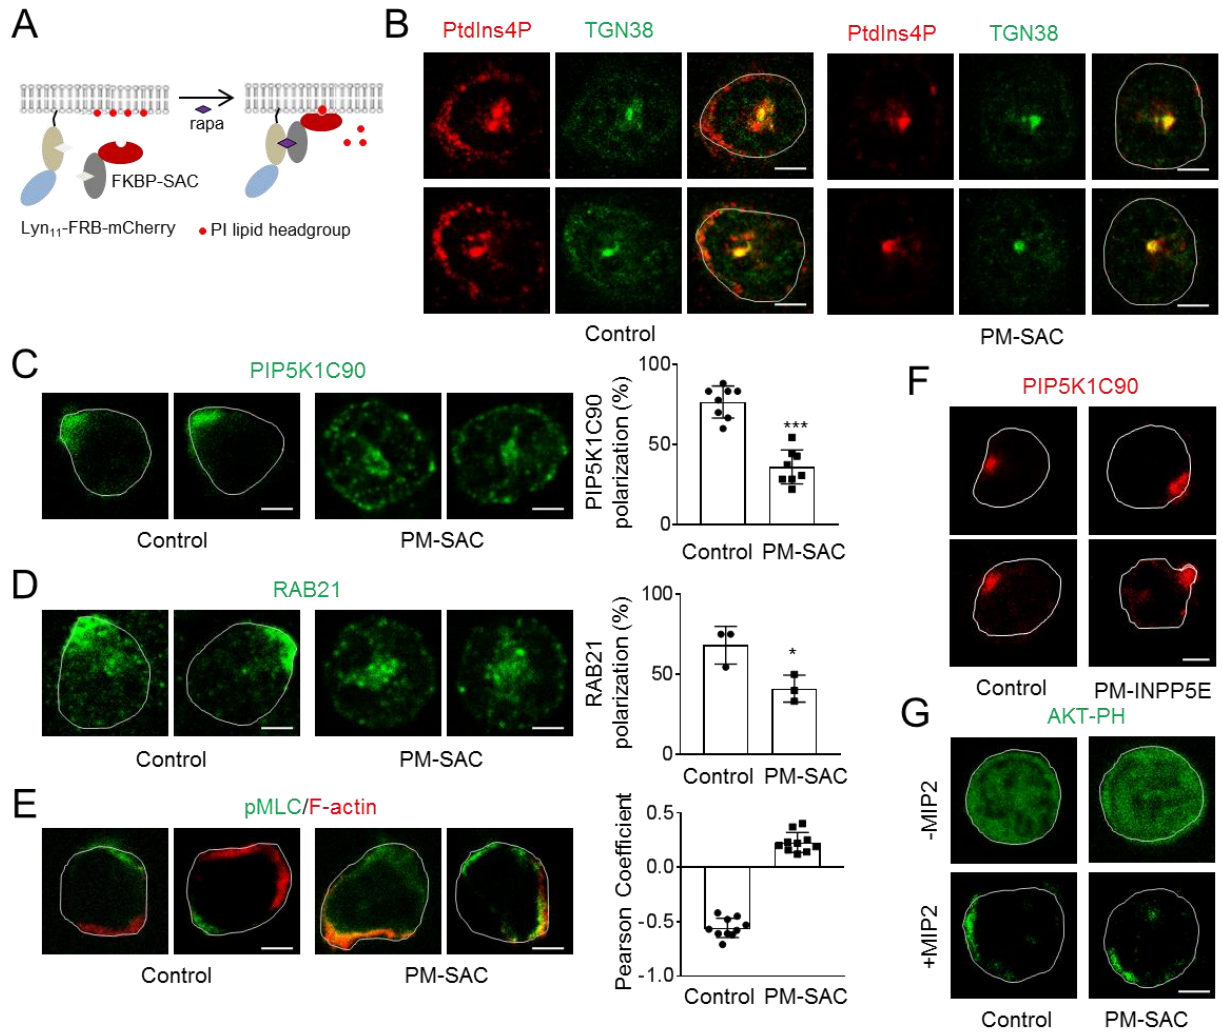 A
rapa
FKBP-SAC
Lyn11-FRB-mCherry
PI lipid headgroup
B
PtdIns4P TGN38 PtdIns4P TGN38
Control PM-SAC
C
PIP5K1C90
Control PM-SAC
PIP5K1C90
polarization (%)
100
50
0
***
Control PM-SAC
D
RAB21
Control PM-SAC
RAB21
polarization (%)
100
50
0
*
Control PM-SAC
E
pMLC/F-actin
Control PM-SAC
Pearson Coefficient
0.5
0.0
-0.5
-1.0
Control PM-SAC
F
PIP5K1C90
Control PM-INPP5E
G
AKT-PH
-MIP2
+MIP2
Control PM-SAC